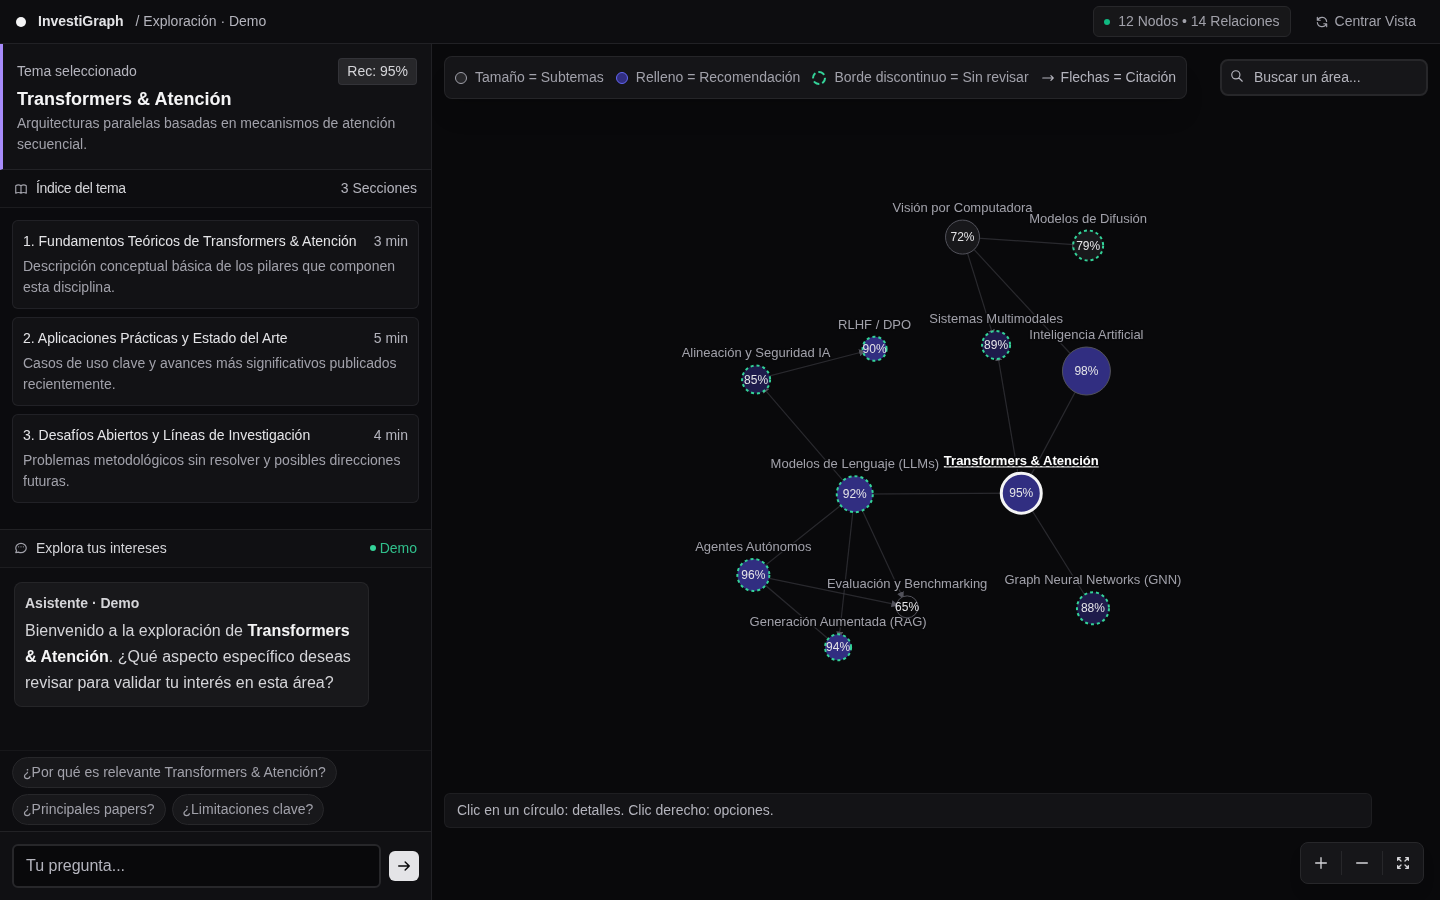 InvestiGraph / Exploración · Demo
12 Nodos • 14 Relaciones
Centrar Vista
Tema seleccionado
Rec: 95%
Transformers & Atención
Arquitecturas paralelas basadas en mecanismos de atención
secuencial.
Índice del tema
3 Secciones
1. Fundamentos Teóricos de Transformers & Atención
3 min
Descripción conceptual básica de los pilares que componen
esta disciplina.
2. Aplicaciones Prácticas y Estado del Arte
5 min
Casos de uso clave y avances más significativos publicados
recientemente.
3. Desafíos Abiertos y Líneas de Investigación
4 min
Problemas metodológicos sin resolver y posibles direcciones
futuras.
Explora tus intereses
Demo
Asistente · Demo
Bienvenido a la exploración de Transformers
& Atención. ¿Qué aspecto específico deseas
revisar para validar tu interés en esta área?
¿Por qué es relevante Transformers & Atención?
¿Principales papers?
¿Limitaciones clave?
Tu pregunta...
Tamaño = Subtemas
Relleno = Recomendación
Borde discontinuo = Sin revisar
Flechas = Citación
Buscar un área...
Visión por Computadora
72%
Modelos de Difusión
79%
RLHF / DPO
90%
Sistemas Multimodales
89%
Inteligencia Artificial
98%
Alineación y Seguridad IA
85%
Modelos de Lenguaje (LLMs)
92%
Transformers & Atención
95%
Agentes Autónomos
96%
Evaluación y Benchmarking
65%
Graph Neural Networks (GNN)
88%
Generación Aumentada (RAG)
94%
Clic en un círculo: detalles. Clic derecho: opciones.